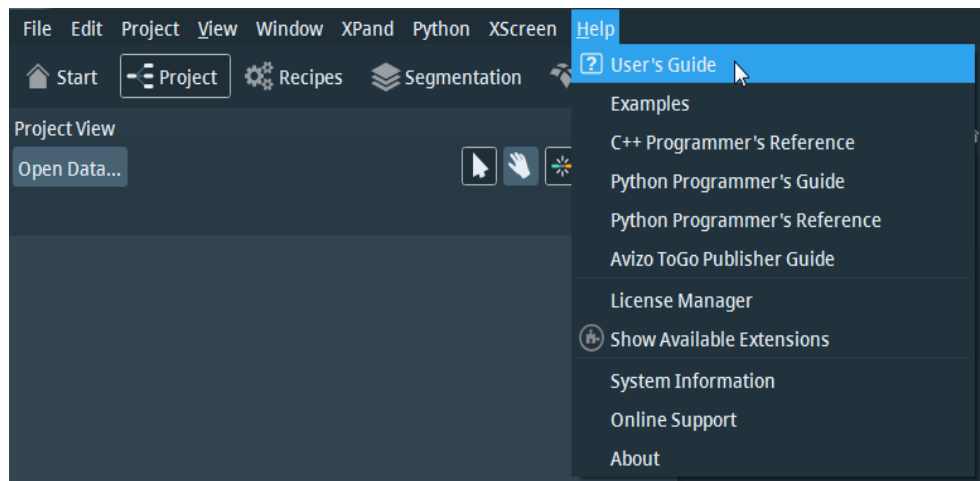 File Edit Project View Window XPand Python XScreen Help
Start Project Recipes Segmentation
Project View
Open Data...
? User's Guide
Examples
C++ Programmer's Reference
Python Programmer's Guide
Python Programmer's Reference
Avizo ToGo Publisher Guide
License Manager
Show Available Extensions
System Information
Online Support
About